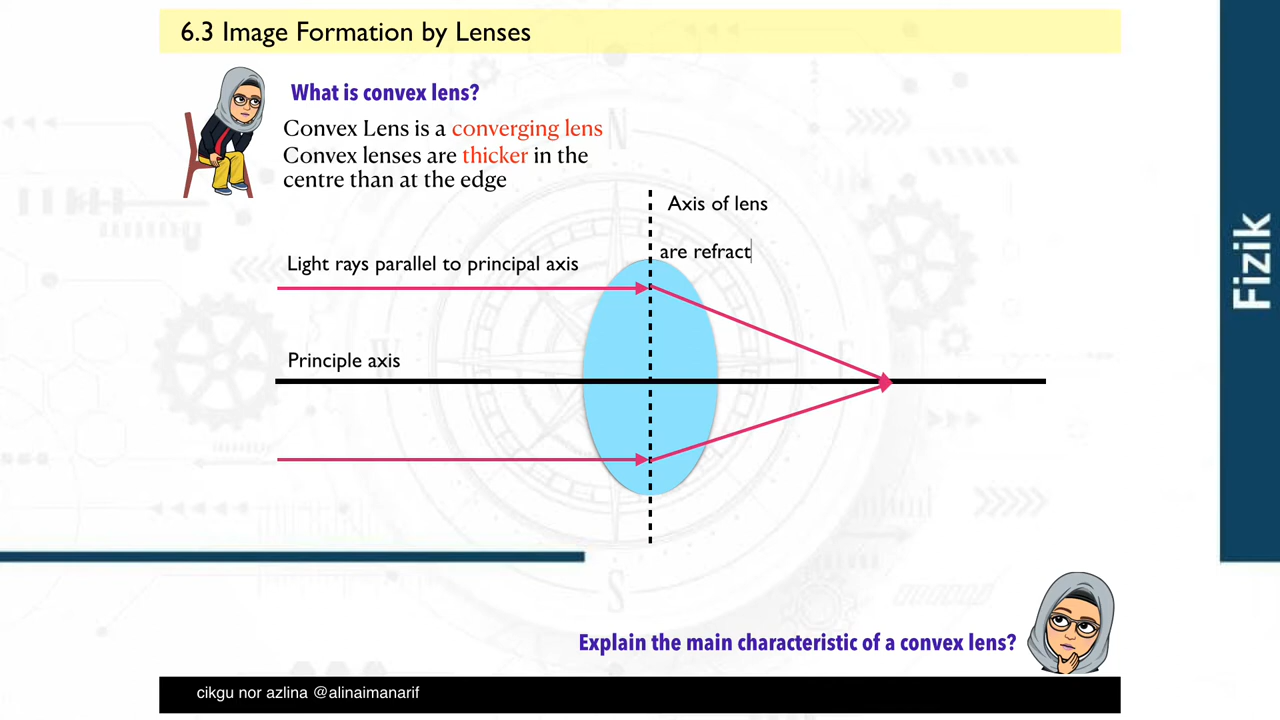 6.3 Image Formation by Lenses
What is convex lens?
Convex Lens is a converging lens
Convex lenses are thicker in the
centre than at the edge
Axis of lens
are refract
Light rays parallel to principal axis
Principle axis
Fizik
N
W
E
S
Explain the main characteristic of a convex lens?
cikgu nor azlina @alinaimanarif